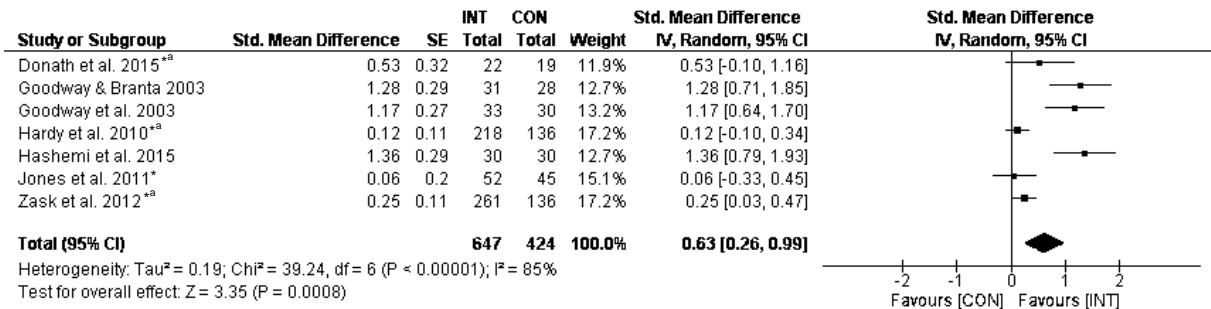 INT CON Std. Mean Difference Std. Mean Difference
Study or Subgroup Std. Mean Difference SE Total Total Weight IV, Random, 95% CI IV, Random, 95% CI
Donath et al. 2015*ª 0.53 0.32 22 19 11.9% 0.53 [-0.10, 1.16]
Goodway & Branta 2003 1.28 0.29 31 28 12.7% 1.28 [0.71, 1.85]
Goodway et al. 2003 1.17 0.27 33 30 13.1% 1.17 [0.64, 1.70]
Hardy et al. 2010*ª 0.12 0.11 218 136 17.2% 0.12 [-0.10, 0.34]
Hashemi et al. 2015 1.36 0.29 30 30 12.7% 1.36 [0.79, 1.93]
Jones et al. 2011* 0.06 0.2 52 45 15.1% 0.06 [-0.33, 0.45]
Zask et al. 2012*ª 0.25 0.11 261 136 17.2% 0.25 [0.03, 0.47]
Total (95% CI) 647 424 100.0% 0.63 [0.26, 0.99]
Heterogeneity: Tau² = 0.19; Chi² = 39.24, df = 6 (P < 0.00001); I² = 85%
Test for overall effect: Z = 3.35 (P = 0.0008)
-2 -1 0 1 2
Favours [CON] Favours [INT]